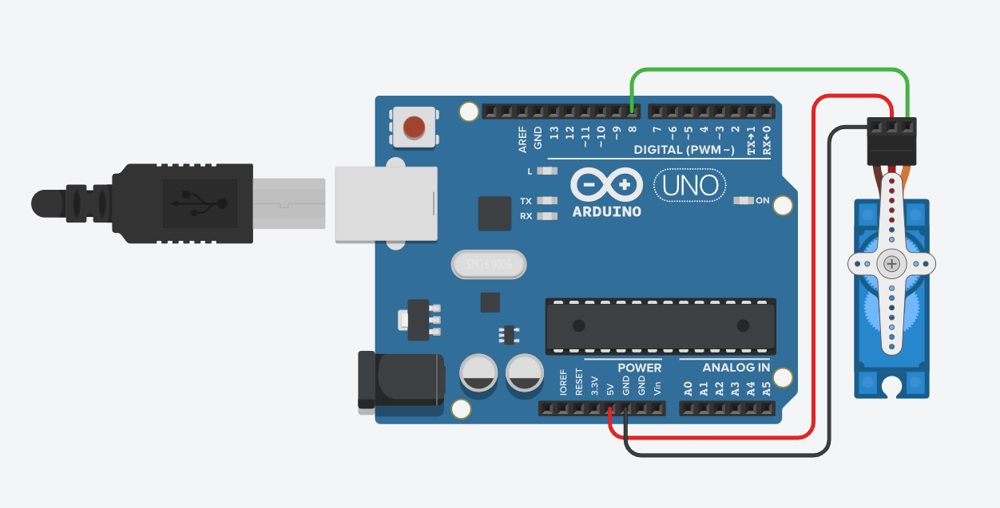 AREF
GND
13
12
~11
~10
~9
8
7
~6
~5
4
~3
2
TX→1
RX←0
DIGITAL (PWM~)
L
TX
RX
UNO
ARDUINO
ON
SPK16.000G
POWER
ANALOG IN
IOREF
RESET
3.3V
5V
GND
GND
Vin
A0
A1
A2
A3
A4
A5